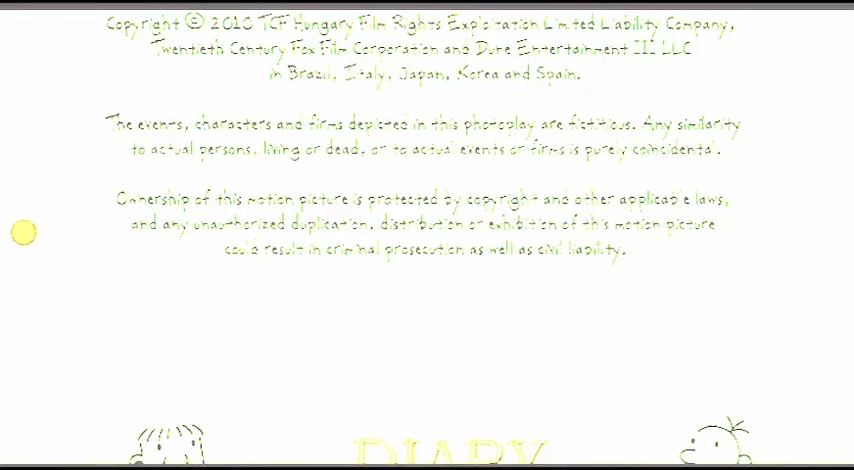 Copyright © 2010 TCF Hungary Film Rights Exploitation Limited Liability Company,
Twentieth Century Fox Film Corporation and Dune Entertainment III LLC
in Brazil, Italy, Japan, Korea and Spain.
The events, characters and firms depicted in this photoplay are fictitious. Any similarity
to actual persons, living or dead, or to actual events or firms is purely coincidental.
Ownership of this motion picture is protected by copyright and other applicable laws,
and any unauthorized duplication, distribution or exhibition of this motion picture
could result in criminal prosecution as well as civil liability.
DIARY